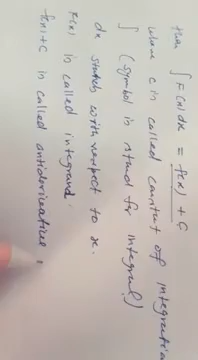 then ∫ F(x) dx = f(x) + C
where c is called constant of integration
∫ (symbol is stand for integral)
dx stands with respect to x.
F(x) is called integrand.
f(x) + C is called antiderivative,